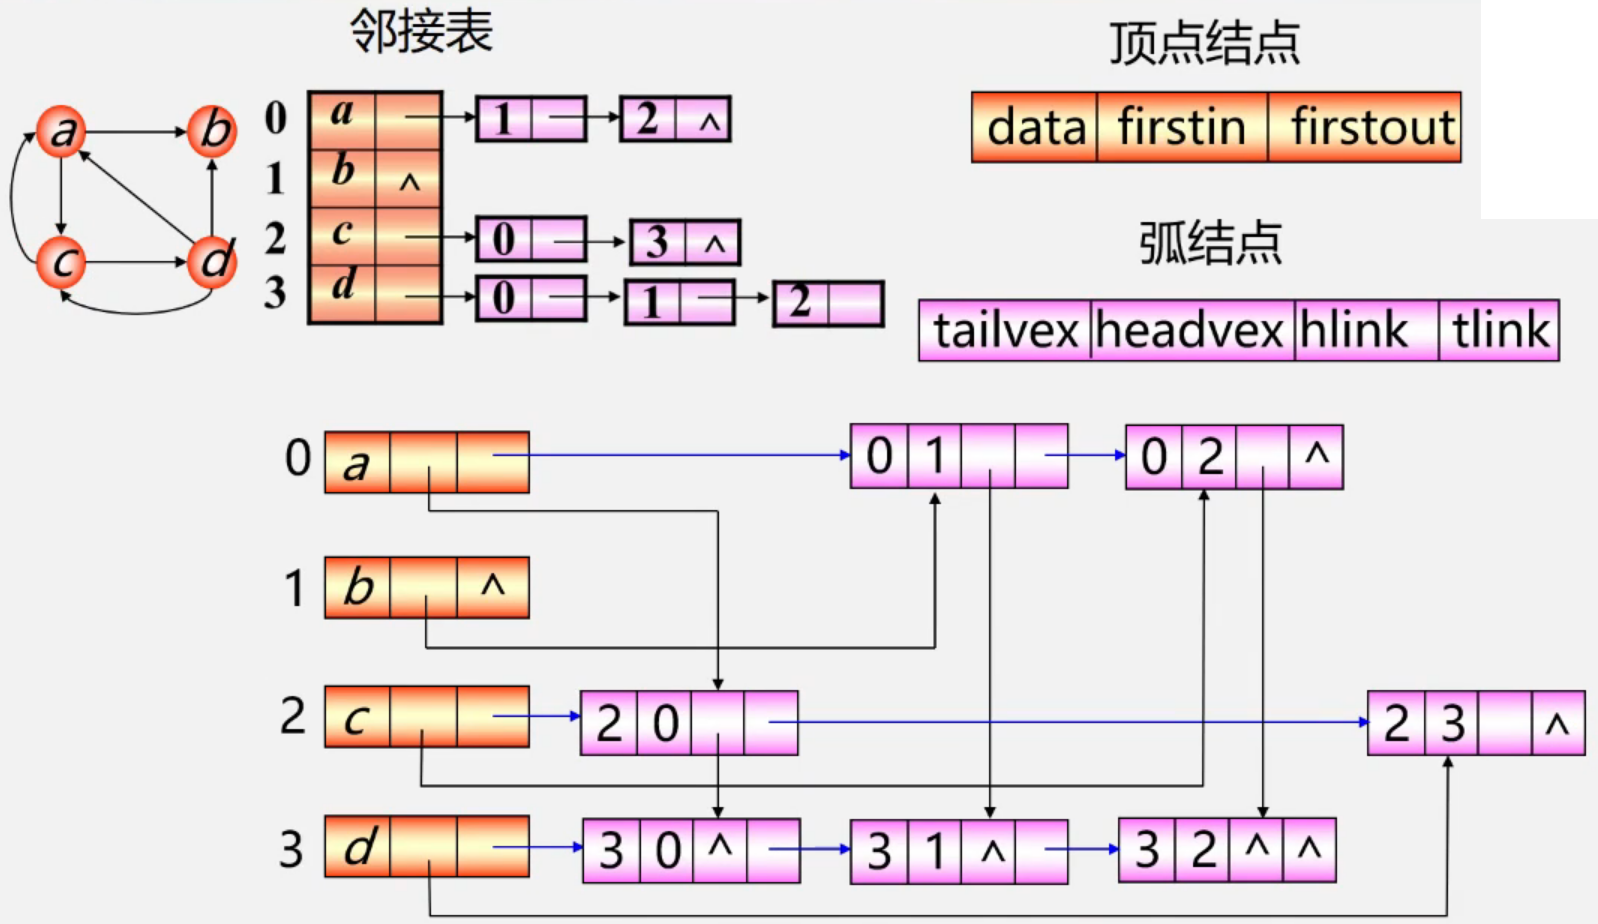 邻接表
顶点结点
data firstin firstout
a b
c d
0 a 1 2 ^
1 b ^
2 c 0 3 ^
3 d 0 1 2
弧结点
tailvex headvex hlink tlink
0 a 0 1 0 2 ^
1 b ^
2 c 2 0 2 3 ^
3 d 3 0 ^ 3 1 ^ 3 2 ^ ^